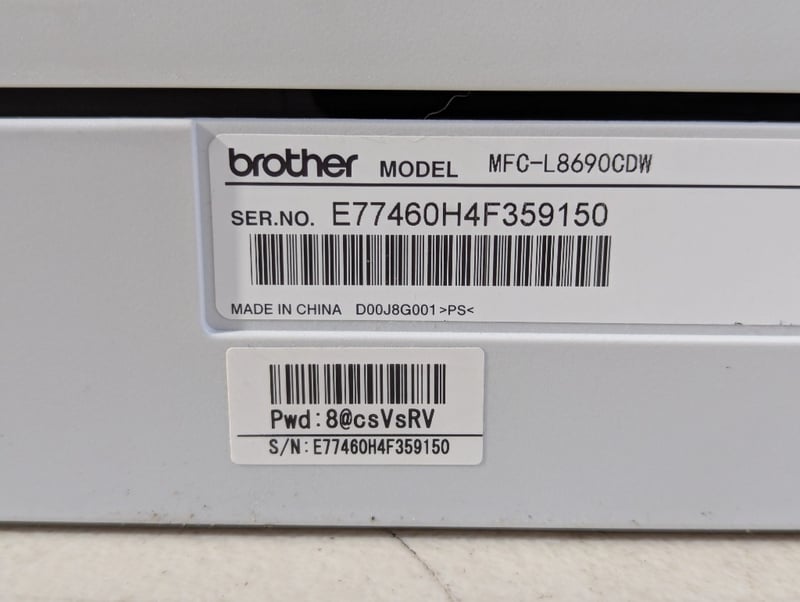 brother MODEL MFC-L8690CDW
SER.NO. E77460H4F359150
MADE IN CHINA D00J8G001 >PS<
Pwd:8@csVsRV
S/N:E77460H4F359150